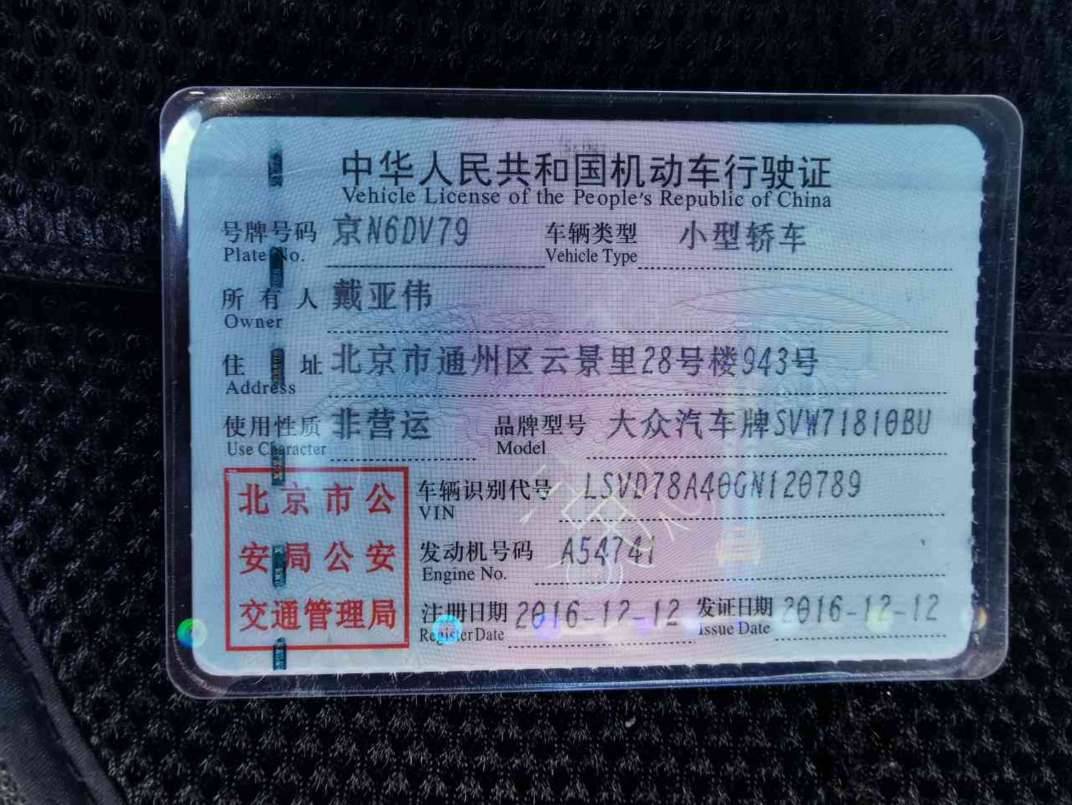 中华人民共和国机动车行驶证
Vehicle License of the People's Republic of China
号牌号码 京N6DV79 车辆类型 小型轿车
Plate No. Vehicle Type
所有人 戴亚伟
Owner
住址 北京市通州区云景里28号楼943号
Address
使用性质 非营运 品牌型号 大众汽车牌SVW71810BU
Use Character Model
北京市公
安局公安
交通管理局
车辆识别代号 LSVD78A40GN120789
VIN
发动机号码 A54741
Engine No.
注册日期 2016-12-12 发证日期 2016-12-12
Register Date Issue Date